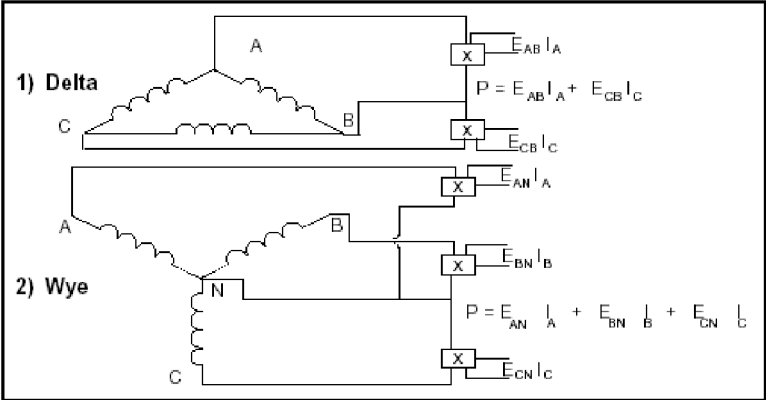 A
E_AB I_A
X
1) Delta
P = E_AB I_A + E_CB I_C
C
B
X
E_CB I_C
E_AN I_A
X
A
B
E_BN I_B
X
2) Wye
N
P = E_AN I_A + E_BN I_B + E_CN I_C
X
E_CN I_C
C